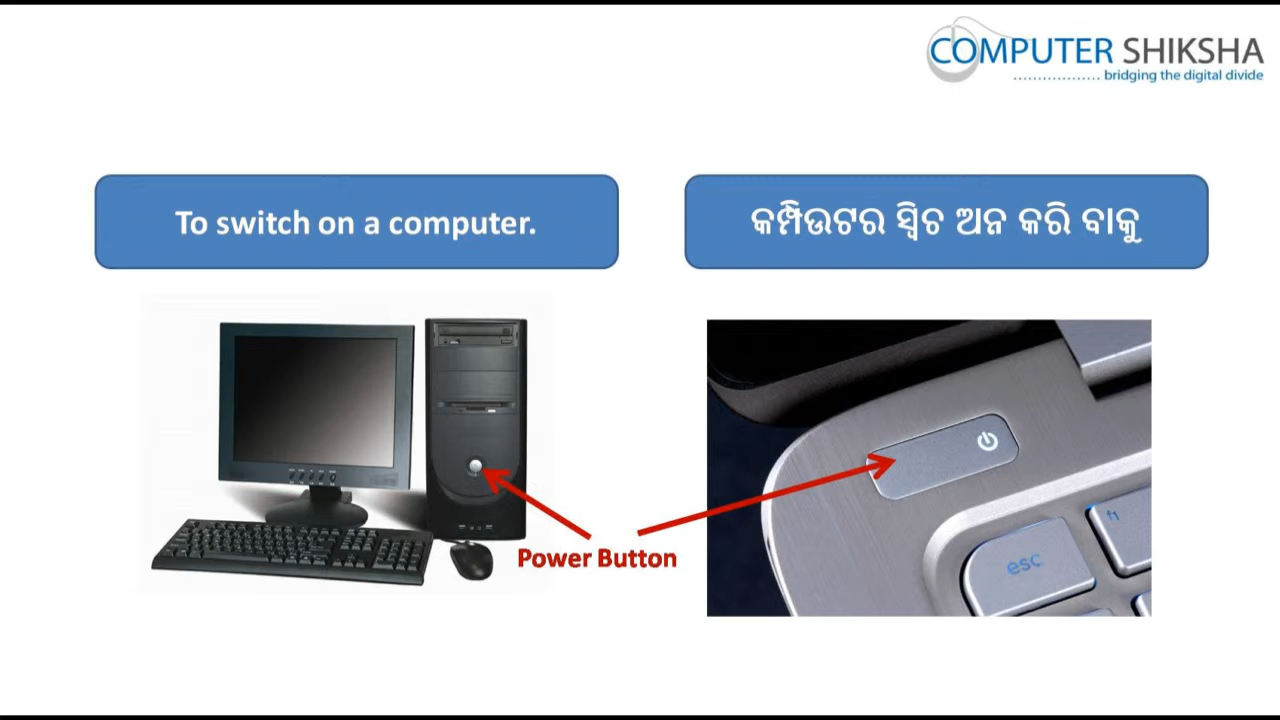 COMPUTER SHIKSHA
bridging the digital divide
To switch on a computer.
କମ୍ପିଉଟର ସ୍ୱିଚ ଅନ କରି ବାକୁ
Power Button
esc
f1